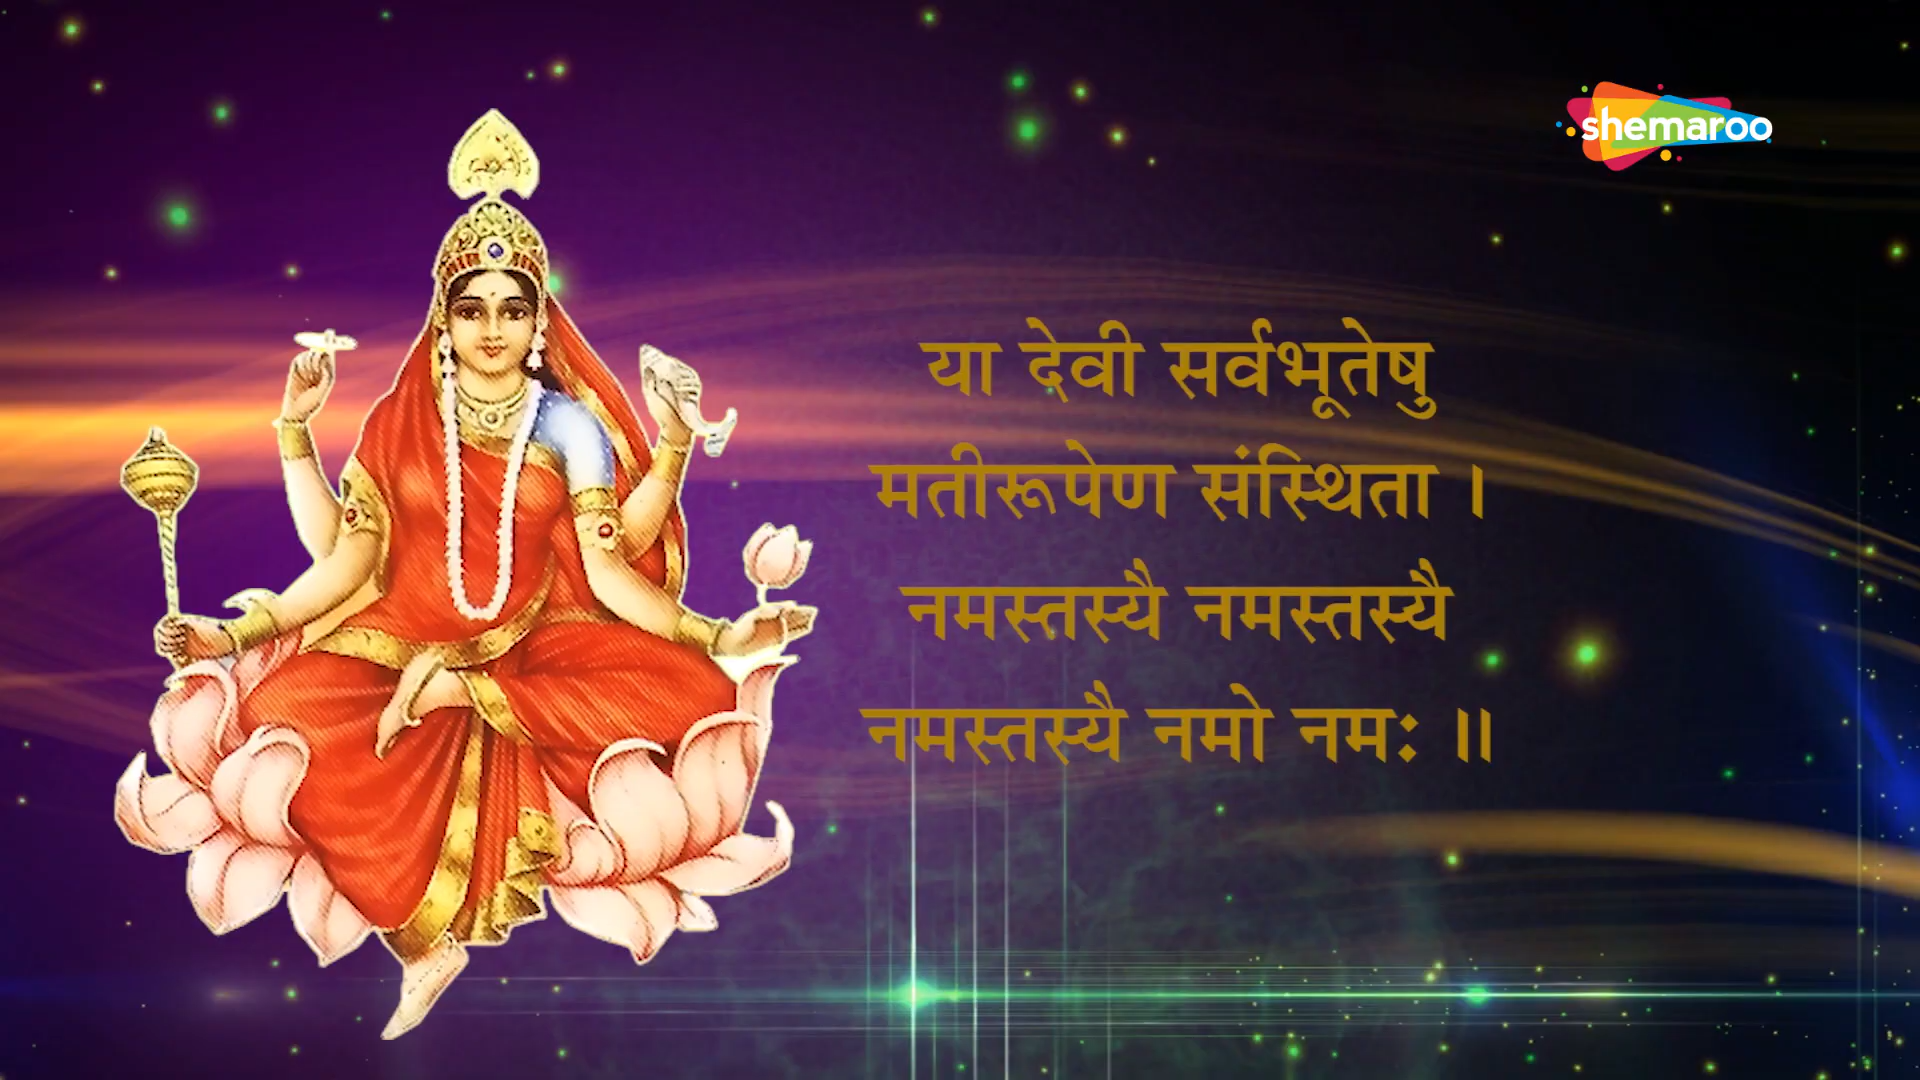 shemaroo
या देवी सर्वभूतेषु
मतीरूपेण संस्थिता ।
नमस्तस्यै नमस्तस्यै
नमस्तस्यै नमो नमः ॥